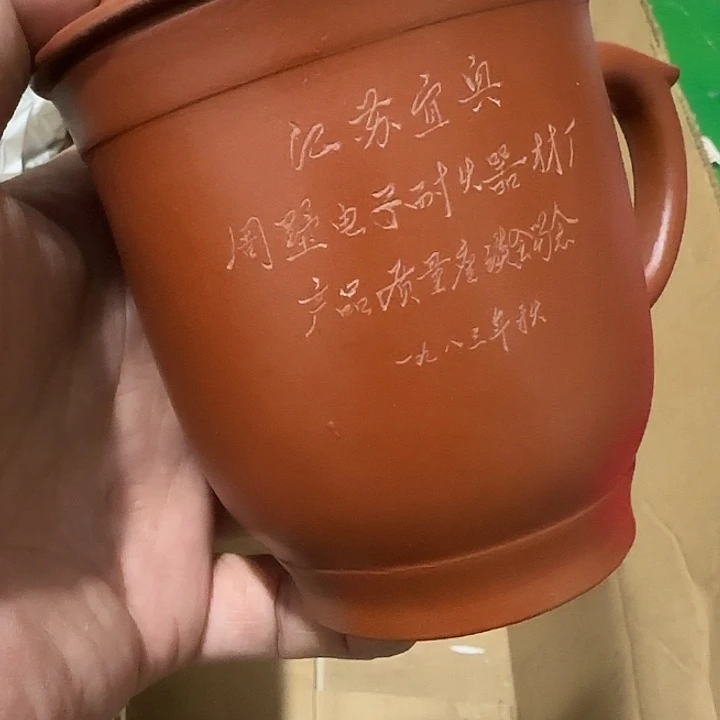 江苏宜兴
周墅电子耐火器材厂
产品质量座谈会留念
一九八三年秋